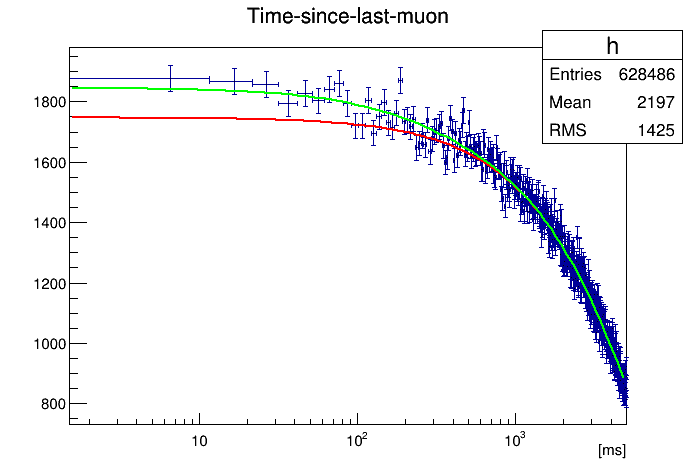 Time-since-last-muon
h
Entries 628486
Mean 2197
RMS 1425
1800
1600
1400
1200
1000
800
10 10² 10³
[ms]